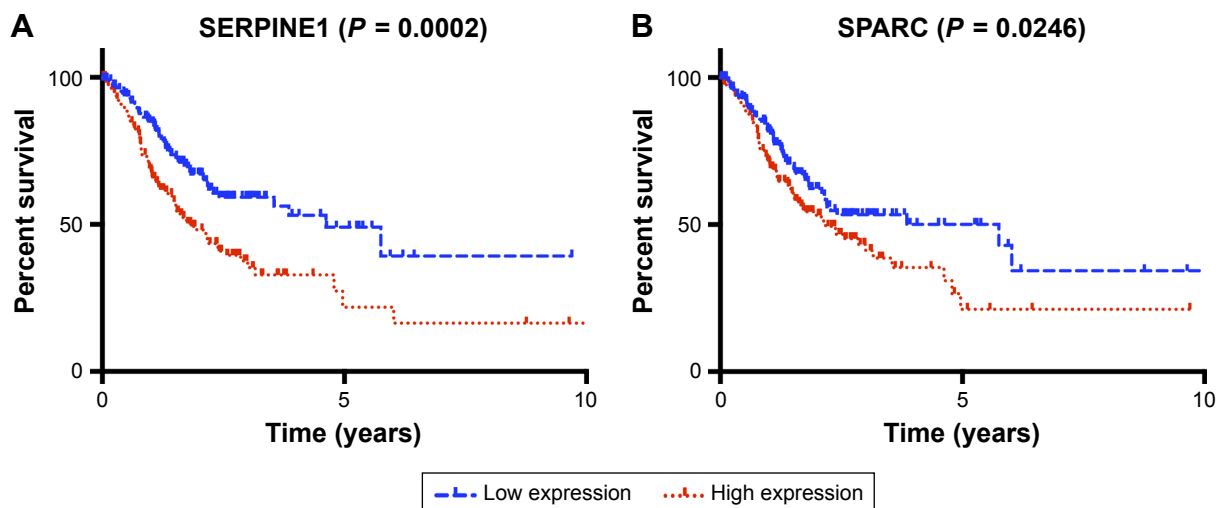 A
SERPINE1 (P = 0.0002)
Percent survival
100
50
0
0
5
10
Time (years)
B
SPARC (P = 0.0246)
Percent survival
100
50
0
0
5
10
Time (years)
Low expression
High expression